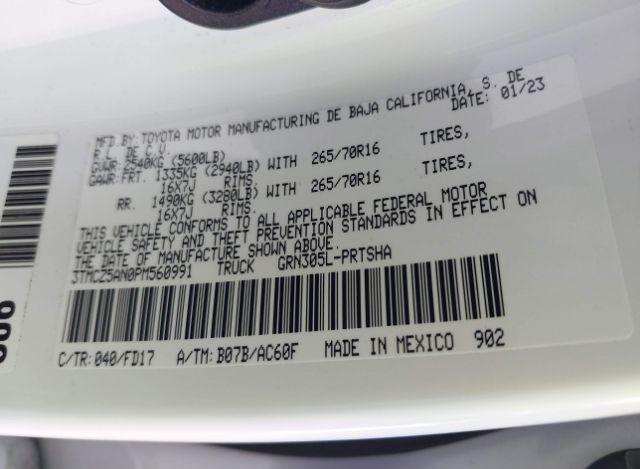 MFD.BY:TOYOTA MOTOR MANUFACTURING DE BAJA CALIFORNIA, S. DE
R.L. DE C.V. DATE: 01/23
GVWR:2540KG (5600LB)
GAWR:FRT. 1335KG (2940LB) WITH 265/70R16 TIRES,
16X7J RIMS.
RR. 1490KG (3280LB) WITH 265/70R16 TIRES,
16X7J RIMS.
THIS VEHICLE CONFORMS TO ALL APPLICABLE FEDERAL MOTOR
VEHICLE SAFETY AND THEFT PREVENTION STANDARDS IN EFFECT ON
THE DATE OF MANUFACTURE SHOWN ABOVE.
3TMCZ5AN0PM560991 TRUCK GRN305L-PRTSHA
C/TR: 040/FD17 A/TM: B07B/AC60F MADE IN MEXICO 902